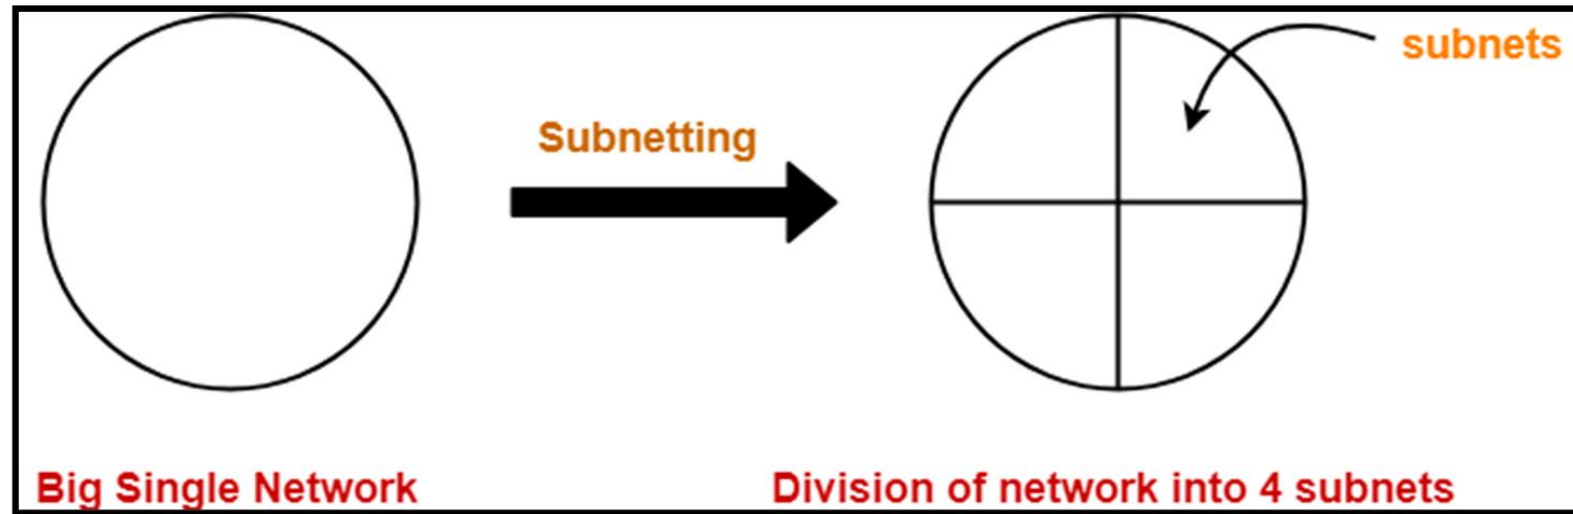 subnets
Subnetting
Big Single Network
Division of network into 4 subnets